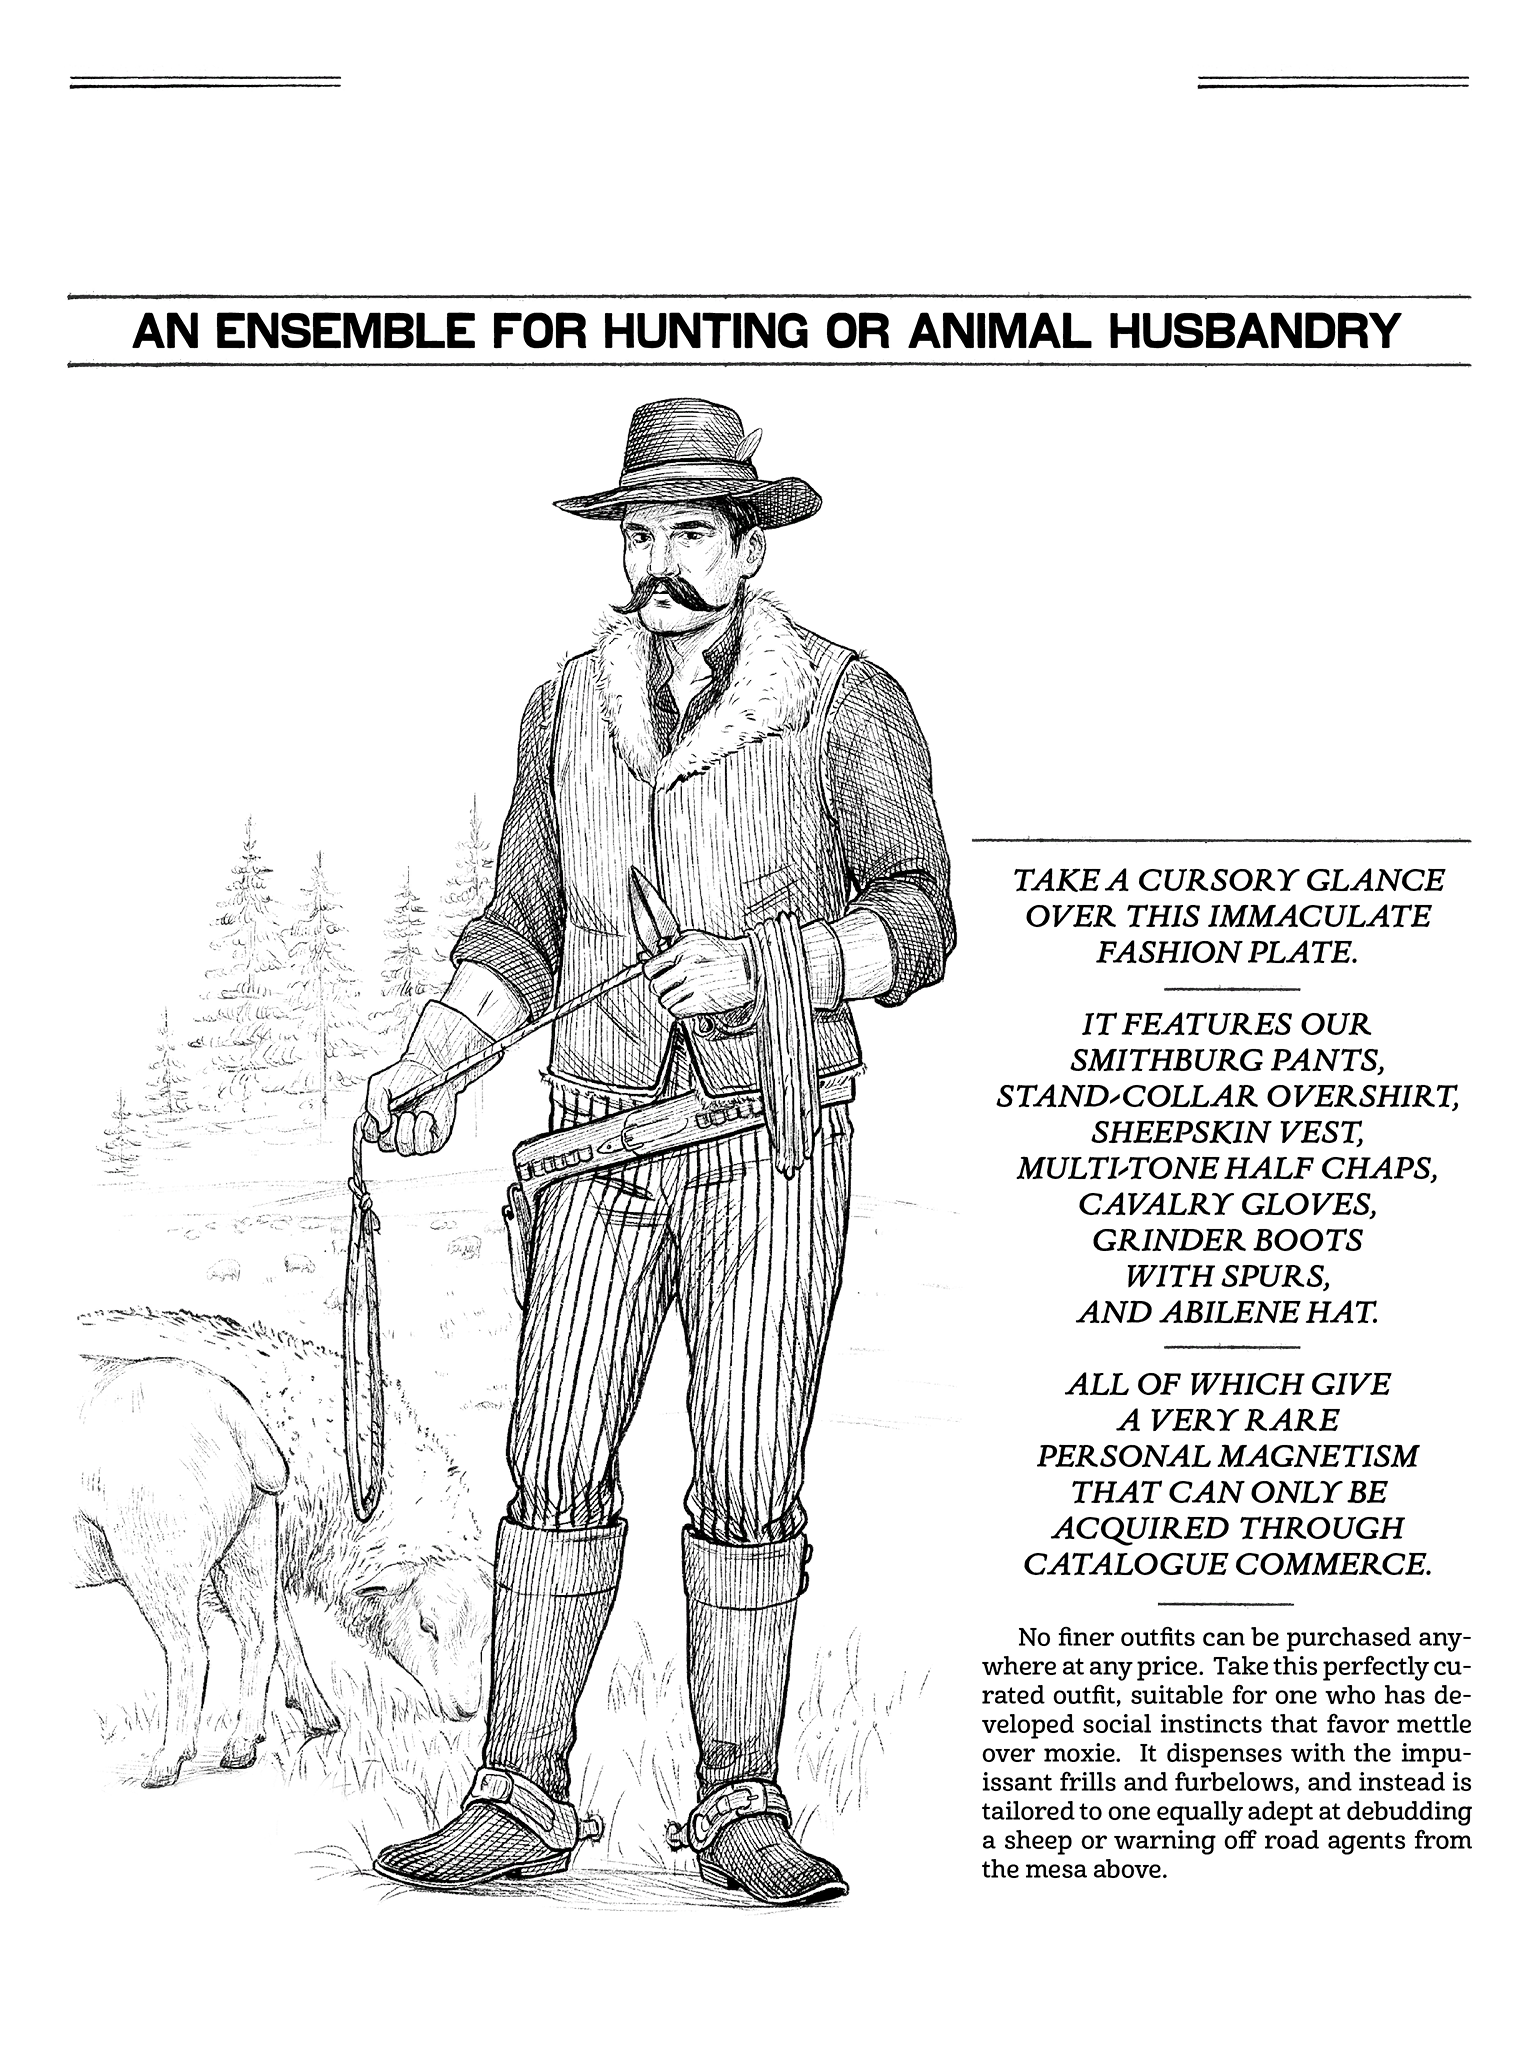 AN ENSEMBLE FOR HUNTING OR ANIMAL HUSBANDRY
TAKE A CURSORY GLANCE
OVER THIS IMMACULATE
FASHION PLATE.
IT FEATURES OUR
SMITHBURG PANTS,
STAND-COLLAR OVERSHIRT,
SHEEPSKIN VEST,
MULTI-TONE HALF CHAPS,
CAVALRY GLOVES,
GRINDER BOOTS
WITH SPURS,
AND ABILENE HAT.
ALL OF WHICH GIVE
A VERY RARE
PERSONAL MAGNETISM
THAT CAN ONLY BE
ACQUIRED THROUGH
CATALOGUE COMMERCE.
No finer outfits can be purchased any-
where at any price. Take this perfectly cu-
rated outfit, suitable for one who has de-
veloped social instincts that favor mettle
over moxie. It dispenses with the impu-
issant frills and furbelows, and instead is
tailored to one equally adept at debudding
a sheep or warning off road agents from
the mesa above.